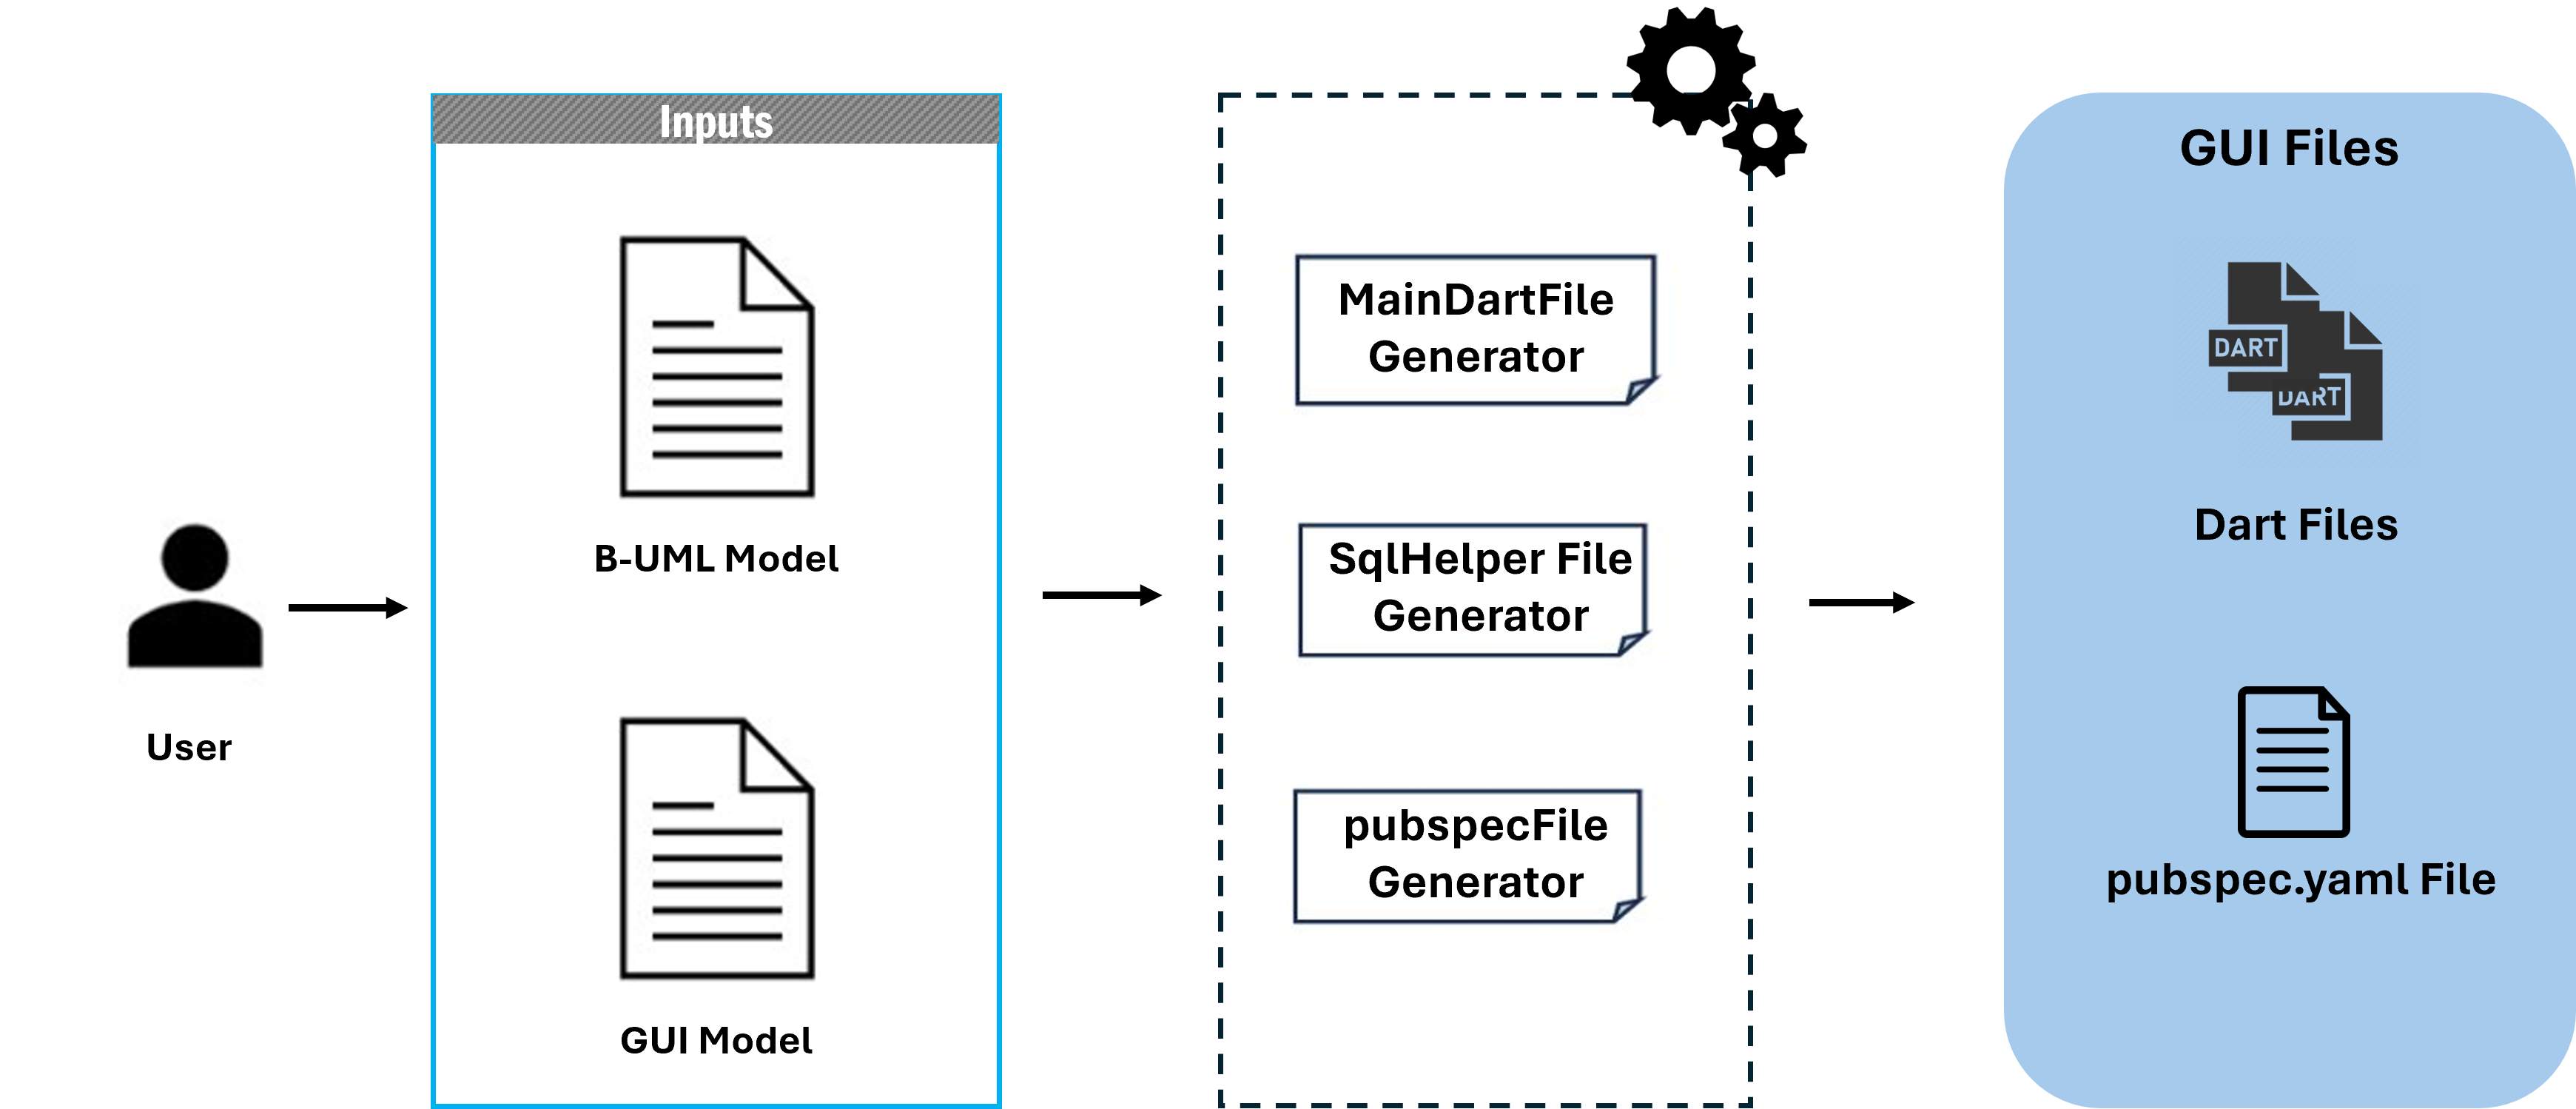 Inputs
B-UML Model
GUI Model
User
MainDartFile
Generator
SqlHelper File
Generator
pubspecFile
Generator
GUI Files
DART
DART
Dart Files
pubspec.yaml File